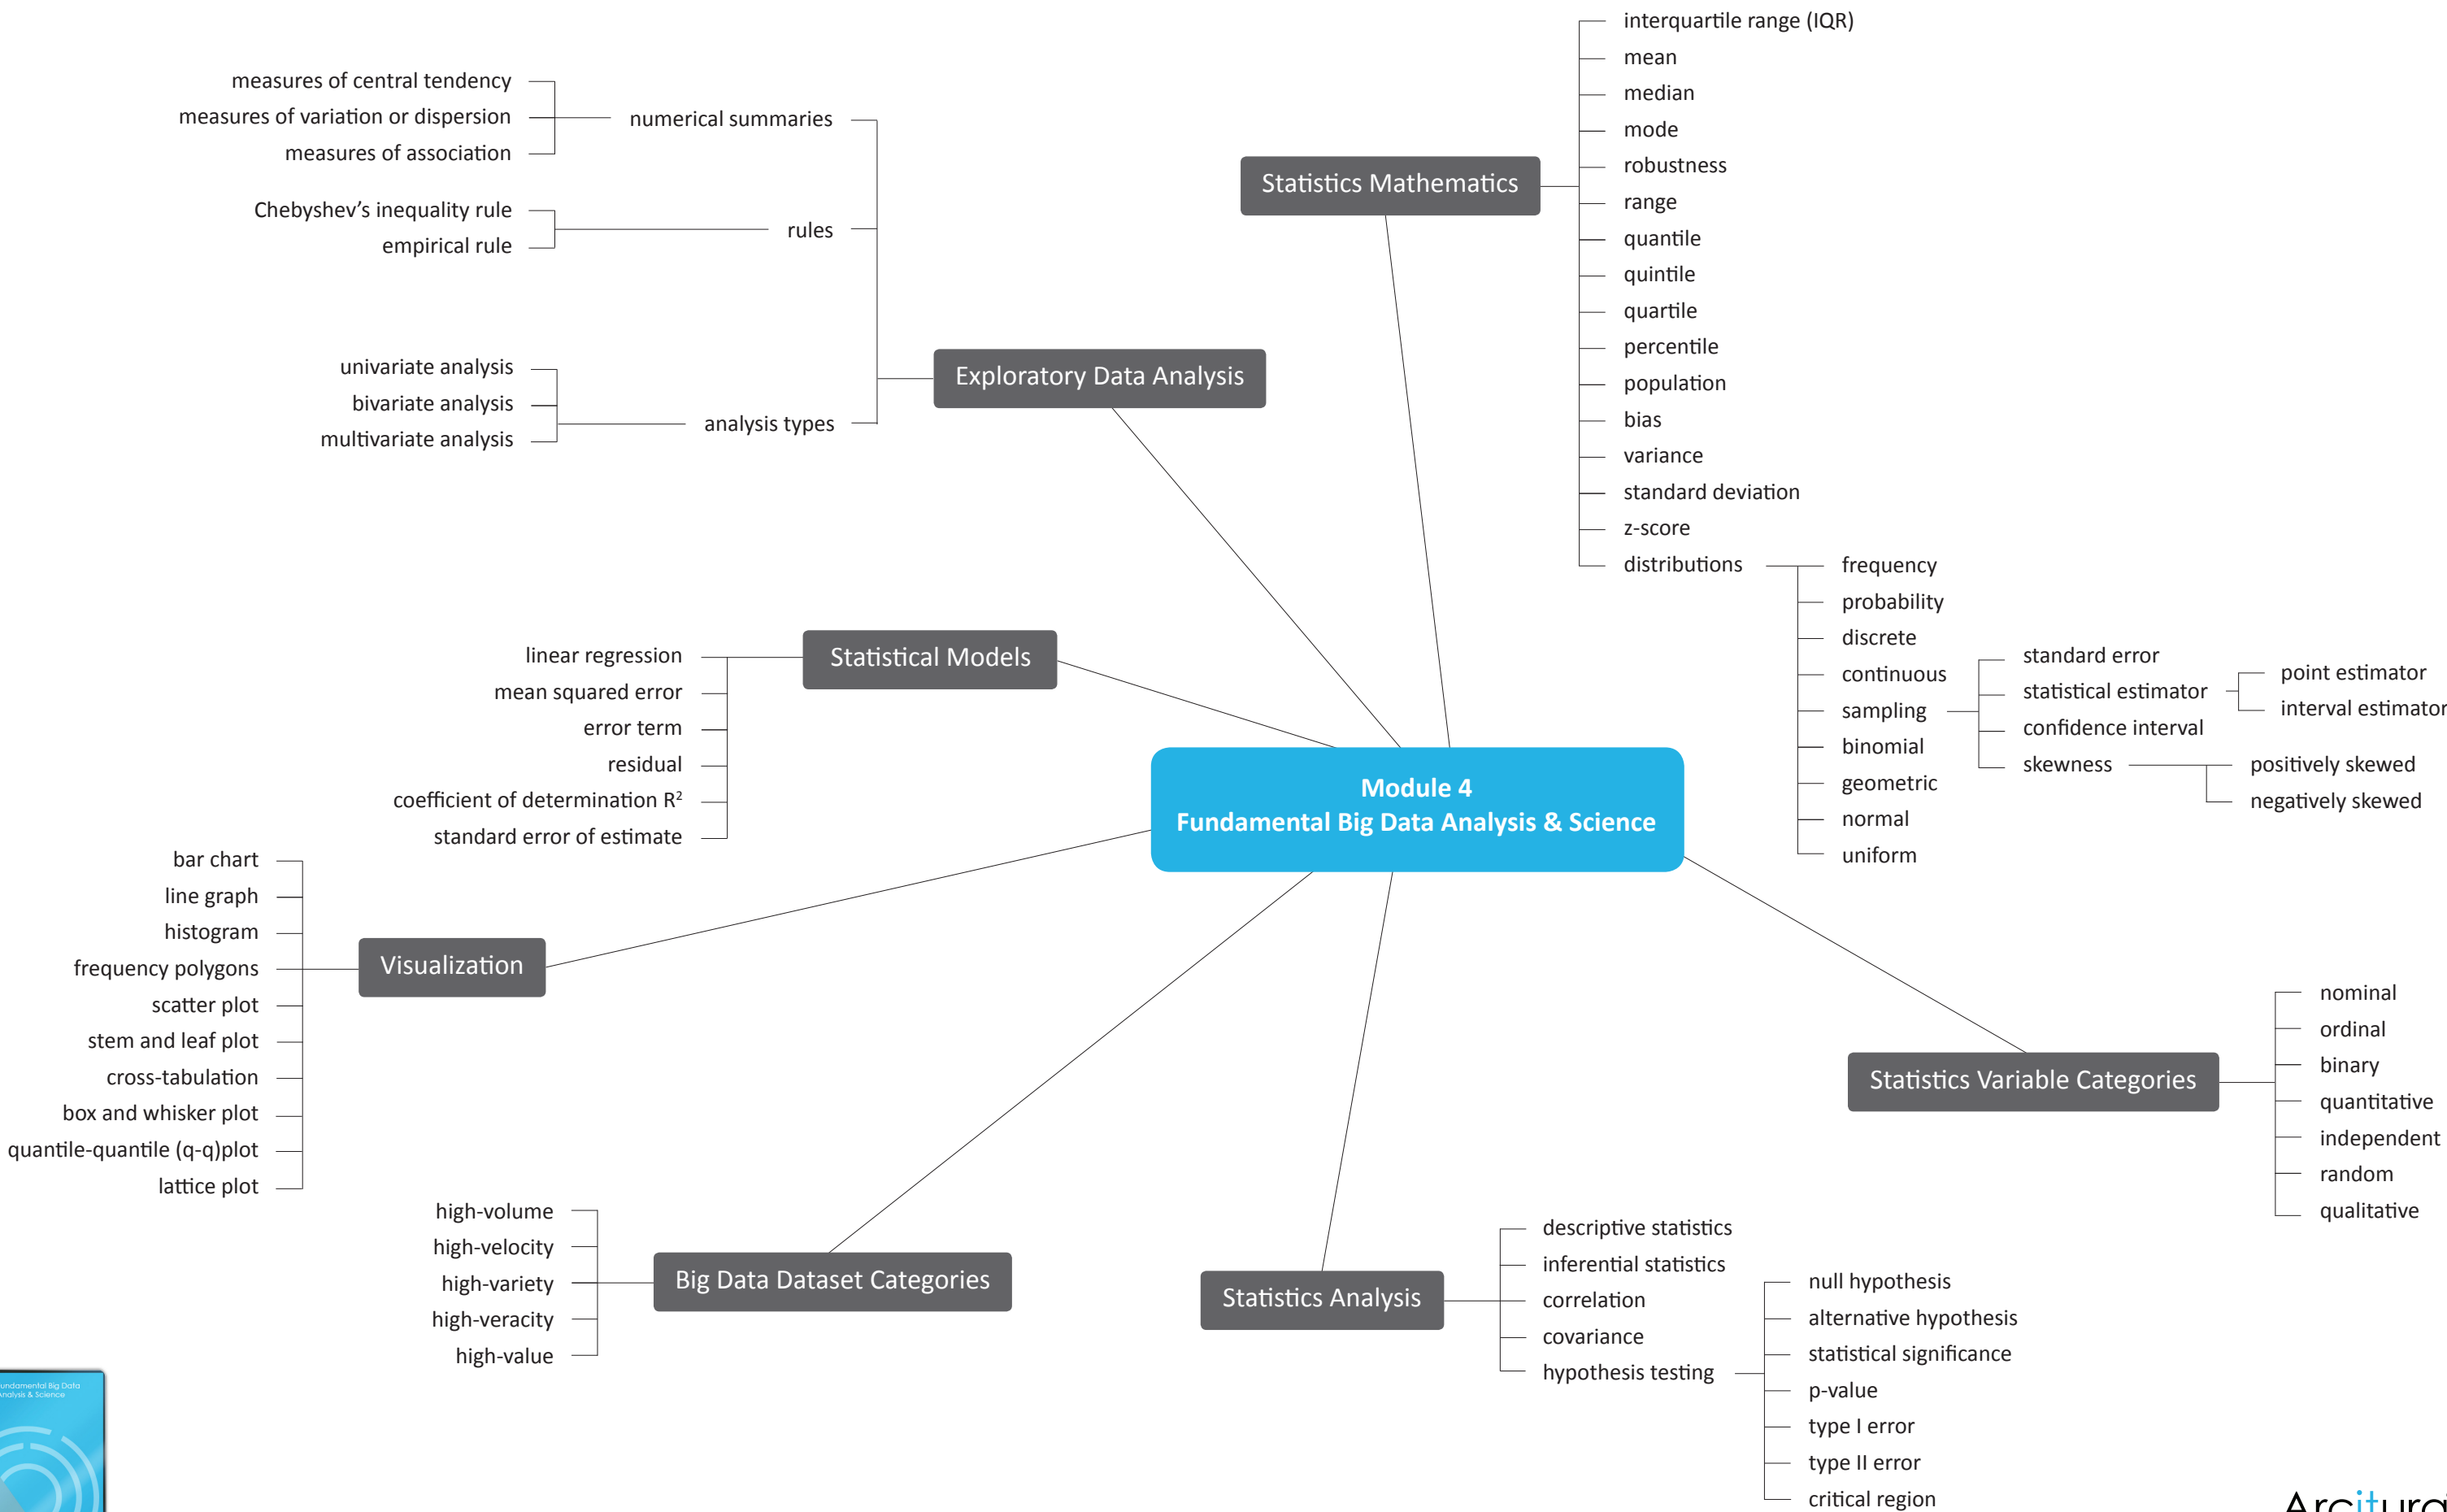 interquartile range (IQR)
mean
median
mode
robustness
range
quantile
quintile
quartile
percentile
population
bias
variance
standard deviation
z-score
distributions
frequency
probability
discrete
continuous
sampling
binomial
geometric
normal
uniform
standard error
statistical estimator
confidence interval
skewness
point estimator
interval estimator
positively skewed
negatively skewed
Statistics Mathematics
measures of central tendency
measures of variation or dispersion
measures of association
numerical summaries
Chebyshev’s inequality rule
empirical rule
rules
univariate analysis
bivariate analysis
multivariate analysis
analysis types
Exploratory Data Analysis
linear regression
mean squared error
error term
residual
coefficient of determination R²
standard error of estimate
Statistical Models
Module 4
Fundamental Big Data Analysis & Science
bar chart
line graph
histogram
frequency polygons
scatter plot
stem and leaf plot
cross-tabulation
box and whisker plot
quantile-quantile (q-q)plot
lattice plot
Visualization
high-volume
high-velocity
high-variety
high-veracity
high-value
Big Data Dataset Categories
Statistics Analysis
descriptive statistics
inferential statistics
correlation
covariance
hypothesis testing
null hypothesis
alternative hypothesis
statistical significance
p-value
type I error
type II error
critical region
Statistics Variable Categories
nominal
ordinal
binary
quantitative
independent
random
qualitative
undamental Big Data
nalysis & Science